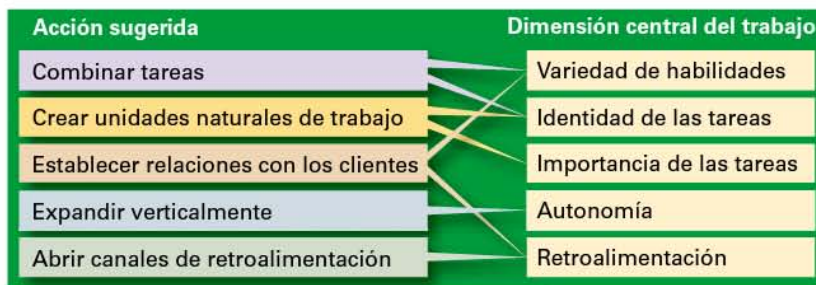 Acción sugerida
Dimensión central del trabajo
Combinar tareas
Variedad de habilidades
Crear unidades naturales de trabajo
Identidad de las tareas
Establecer relaciones con los clientes
Importancia de las tareas
Expandir verticalmente
Autonomía
Abrir canales de retroalimentación
Retroalimentación